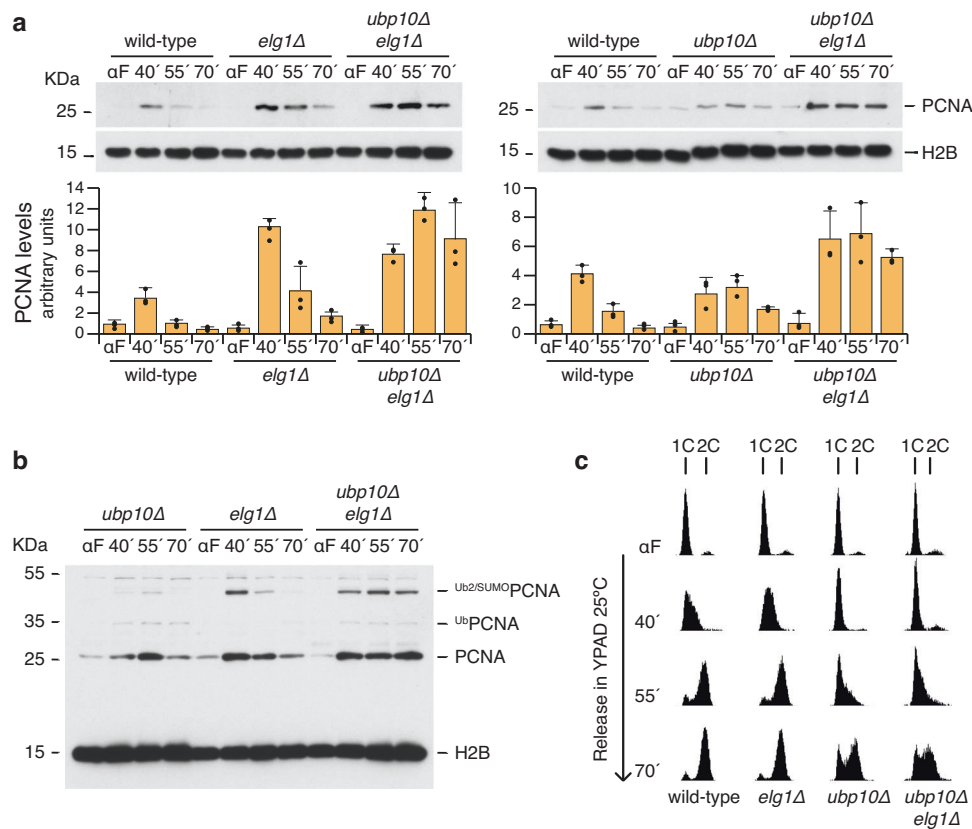 a
ubp10Δ
wild-type elg1Δ elg1Δ
KDa αF 40´ 55´ 70´ αF 40´ 55´ 70´ αF 40´ 55´ 70´
25
15
ubp10Δ
wild-type ubp10Δ elg1Δ
KDa αF 40´ 55´ 70´ αF 40´ 55´ 70´ αF 40´ 55´ 70´
25 PCNA
15 H2B
PCNA levels
arbitrary units
14
12
10
8
6
4
2
0
αF 40´ 55´ 70´ αF 40´ 55´ 70´ αF 40´ 55´ 70´
wild-type elg1Δ ubp10Δ
elg1Δ
10
8
6
4
2
0
αF 40´ 55´ 70´ αF 40´ 55´ 70´ αF 40´ 55´ 70´
wild-type ubp10Δ ubp10Δ
elg1Δ
b
ubp10Δ
ubp10Δ elg1Δ elg1Δ
KDa αF 40´ 55´ 70´ αF 40´ 55´ 70´ αF 40´ 55´ 70´
55
Ub2/SUMOPCNA
35 UbPCNA
25 PCNA
15 H2B
c
1C 2C 1C 2C 1C 2C 1C 2C
αF
40´
55´
70´
Release in YPAD 25°C
wild-type elg1Δ ubp10Δ ubp10Δ
elg1Δ